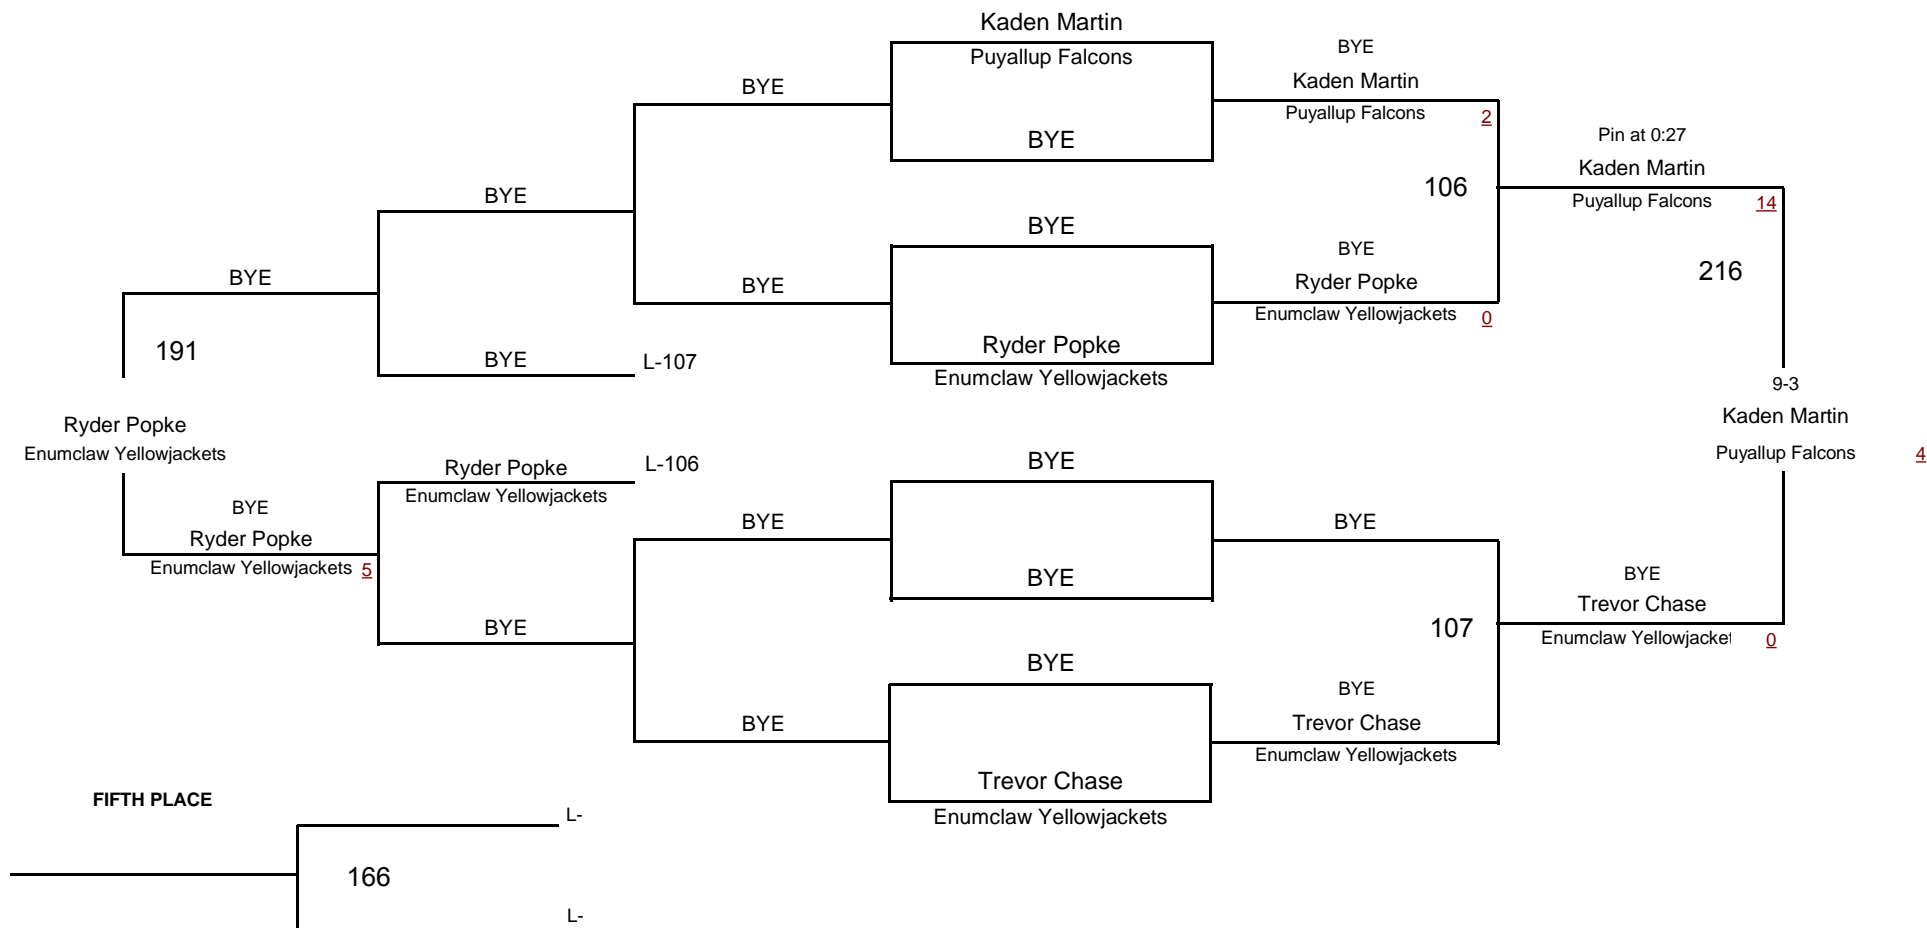 Kaden Martin
Puyallup Falcons
BYE
BYE
Kaden Martin
Puyallup Falcons 2
BYE
BYE
Pin at 0:27
Kaden Martin
Puyallup Falcons 14
106
BYE
BYE
BYE
Ryder Popke
Enumclaw Yellowjackets 0
216
BYE
BYE
Ryder Popke
Enumclaw Yellowjackets
191
BYE
L-107
9-3
Kaden Martin
Puyallup Falcons 4
Ryder Popke
Enumclaw Yellowjackets
Ryder Popke
Enumclaw Yellowjackets
L-106
BYE
BYE
Ryder Popke
Enumclaw Yellowjackets 5
BYE
BYE
BYE
BYE
Trevor Chase
Enumclaw Yellowjacket 0
BYE
107
BYE
BYE
BYE
Trevor Chase
Enumclaw Yellowjackets
Trevor Chase
Enumclaw Yellowjackets
FIFTH PLACE
L-
166
L-